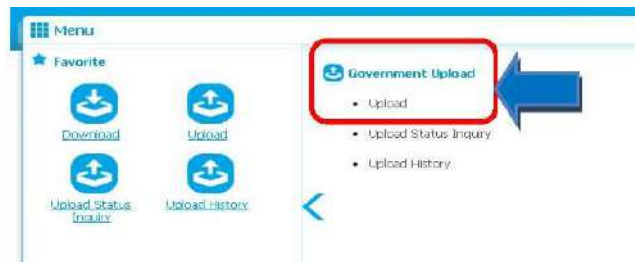 Menu
Favorite
Download
Upload
Upload Status
Inquiry
Upload History
Government Upload
• Upload
• Upload Status Inquiry
• Upload History